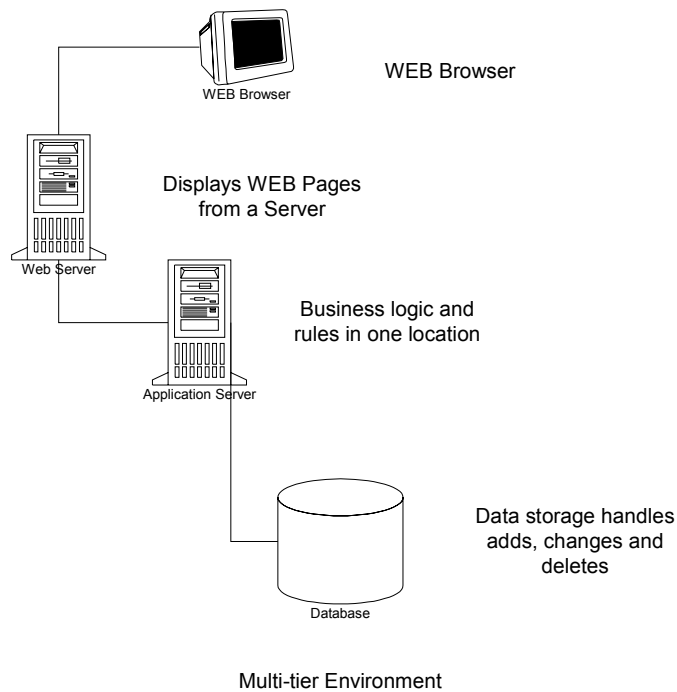 WEB Browser
WEB Browser
Displays WEB Pages
from a Server
Web Server
Business logic and
rules in one location
Application Server
Data storage handles
adds, changes and
deletes
Database
Multi-tier Environment